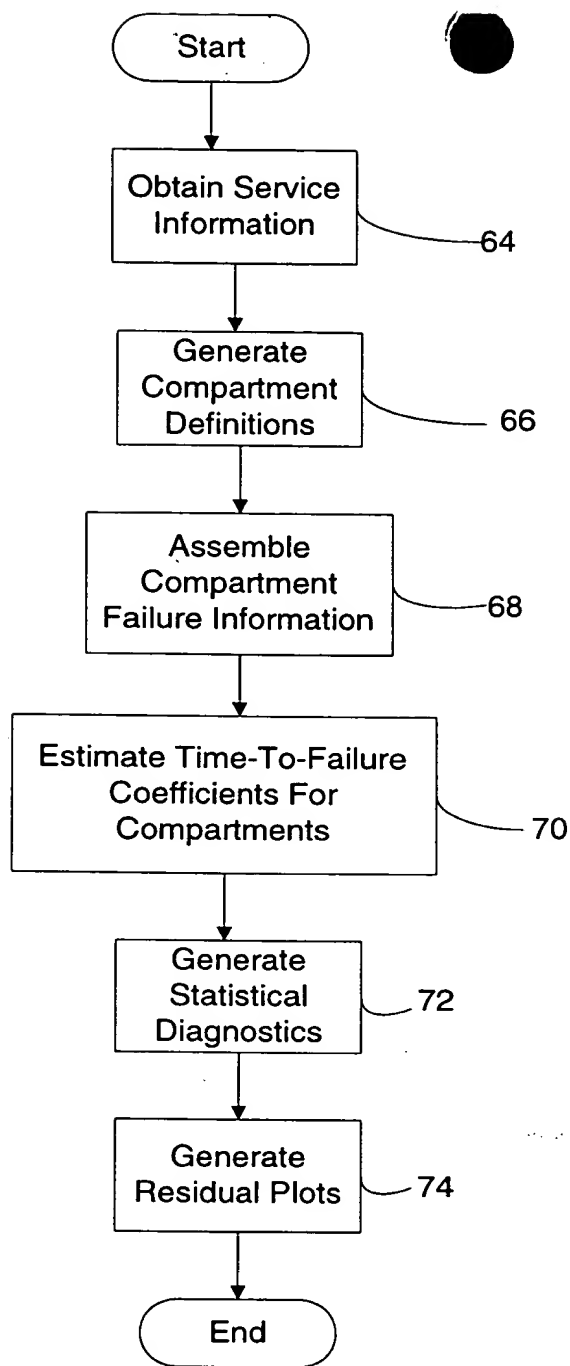 Start
Obtain Service
Information
64
Generate
Compartment
Definitions
66
Assemble
Compartment
Failure Information
68
Estimate Time-To-Failure
Coefficients For
Compartments
70
Generate
Statistical
Diagnostics
72
Generate
Residual Plots
74
End